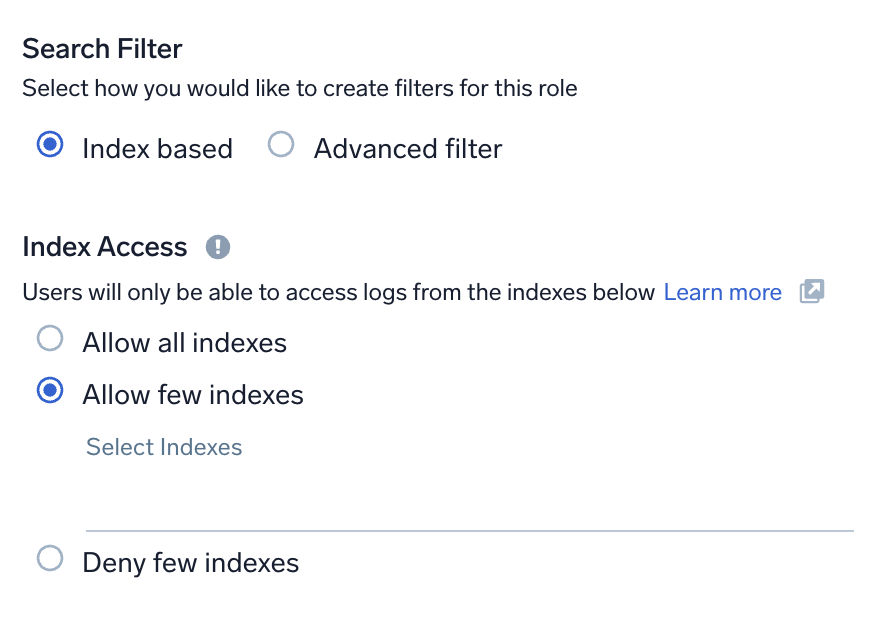 Search Filter
Select how you would like to create filters for this role
Index based Advanced filter
Index Access
Users will only be able to access logs from the indexes below Learn more
Allow all indexes
Allow few indexes
Select Indexes
Deny few indexes